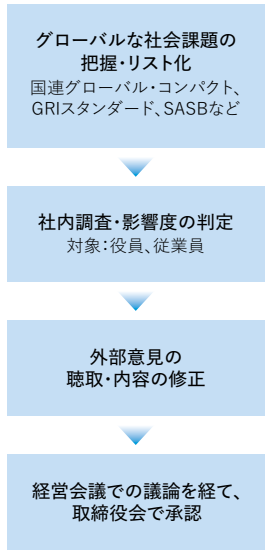 グローバルな社会課題の
把握・リスト化
国連グローバル・コンパクト、
GRIスタンダード、SASBなど
社内調査・影響度の判定
対象：役員、従業員
外部意見の
聴取・内容の修正
経営会議での議論を経て、
取締役会で承認